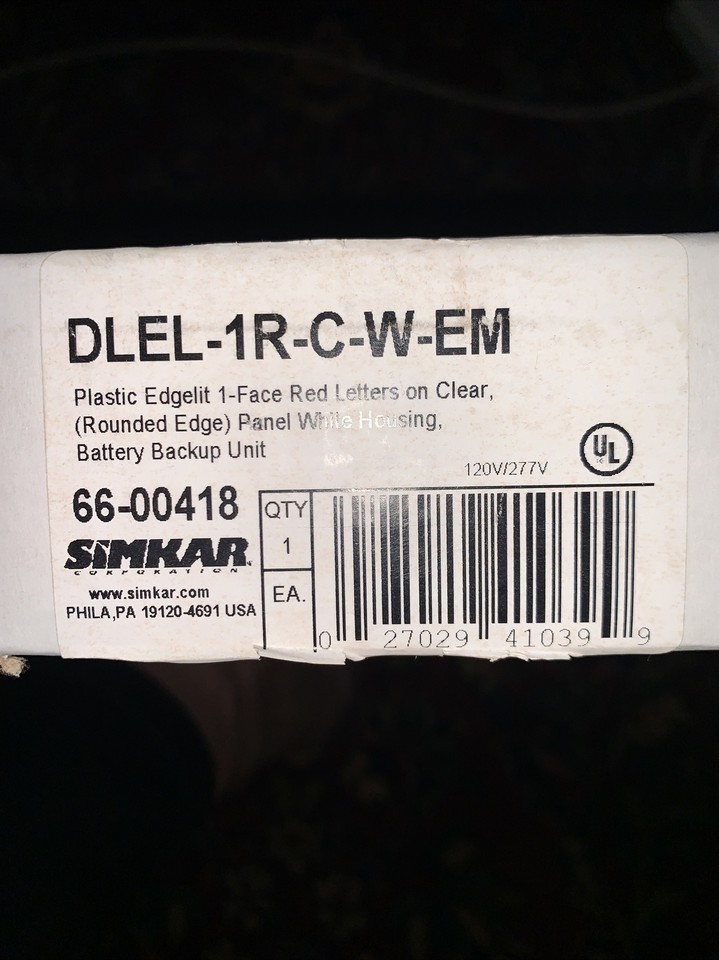 DLEL-1R-C-W-EM
Plastic Edgelit 1-Face Red Letters on Clear,
(Rounded Edge) Panel White Housing,
Battery Backup Unit
UL
120V/277V
66-00418
QTY
1
EA.
SIMKAR
CORPORATION
www.simkar.com
PHILA,PA 19120-4691 USA
0 27029 41039 9